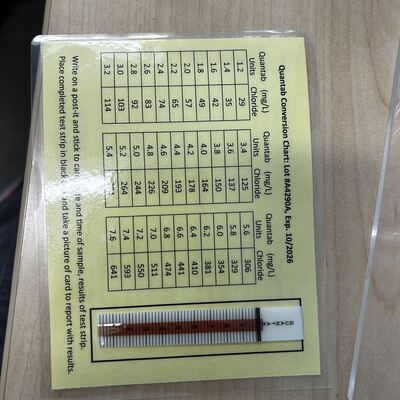 Quantab Conversion Chart: Lot #A4290A, Exp. 10/2026
Quantab (mg/L) Quantab (mg/L) Quantab (mg/L)
Units Chloride Units Chloride Units Chloride
1.2 29 3.4 125 5.6 306
1.4 35 3.6 137 5.8 329
1.6 42 3.8 150 6.0 354
1.8 49 4.0 164 6.2 381
2.0 57 4.2 178 6.4 410
2.2 65 4.4 193 6.6 441
2.4 74 4.6 209 6.8 474
2.6 83 4.8 226 7.0 511
2.8 92 5.0 244 7.2 550
3.0 103 5.2 264 7.4 593
3.2 114 5.4 7.6 641
Write on a post-it and stick to and time of sample, results of test strip.
Place completed test strip in and take a picture of card to report with results.
QUANTAB